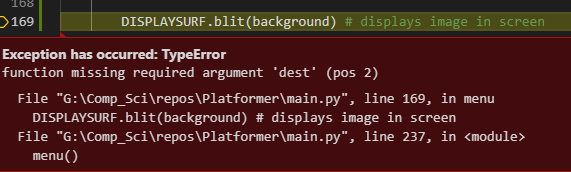 168
169 DISPLAYSURF.blit(background) # displays image in screen
Exception has occurred: TypeError
function missing required argument 'dest' (pos 2)
File "G:\Comp_Sci\repos\Platformer\main.py", line 169, in menu
DISPLAYSURF.blit(background) # displays image in screen
File "G:\Comp_Sci\repos\Platformer\main.py", line 237, in <module>
menu()